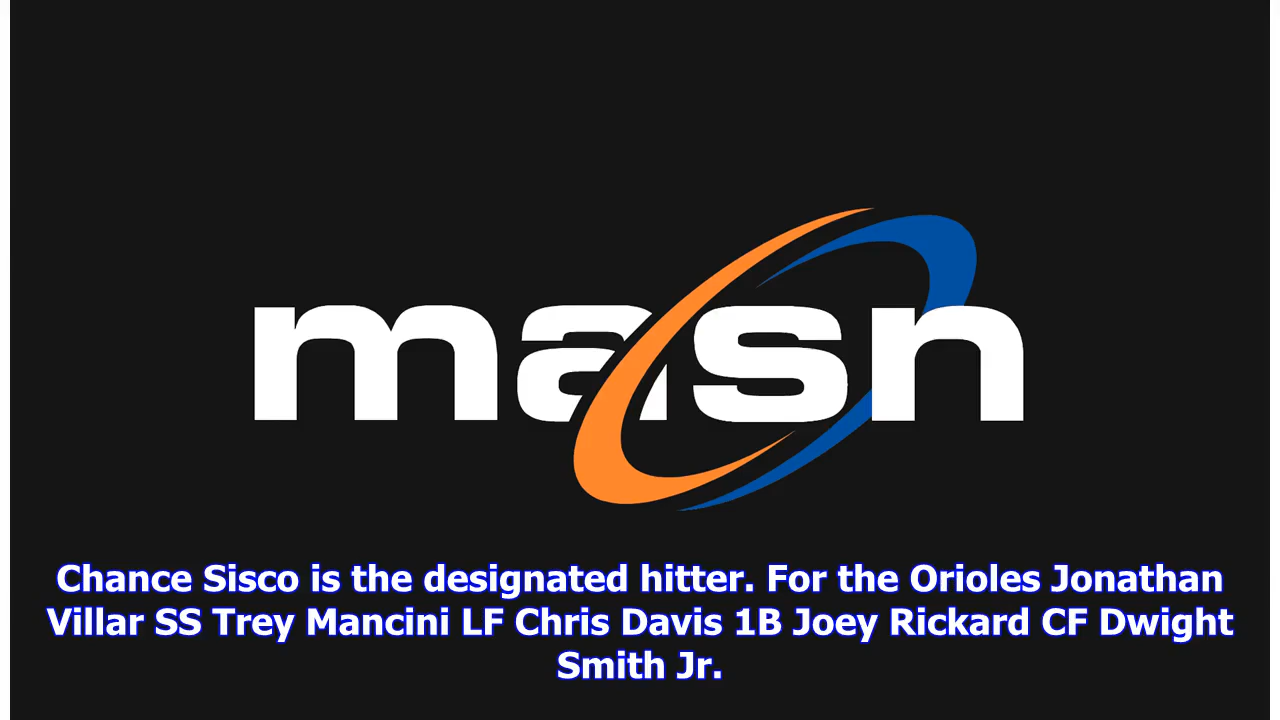 masn
Chance Sisco is the designated hitter. For the Orioles Jonathan
Villar SS Trey Mancini LF Chris Davis 1B Joey Rickard CF Dwight
Smith Jr.